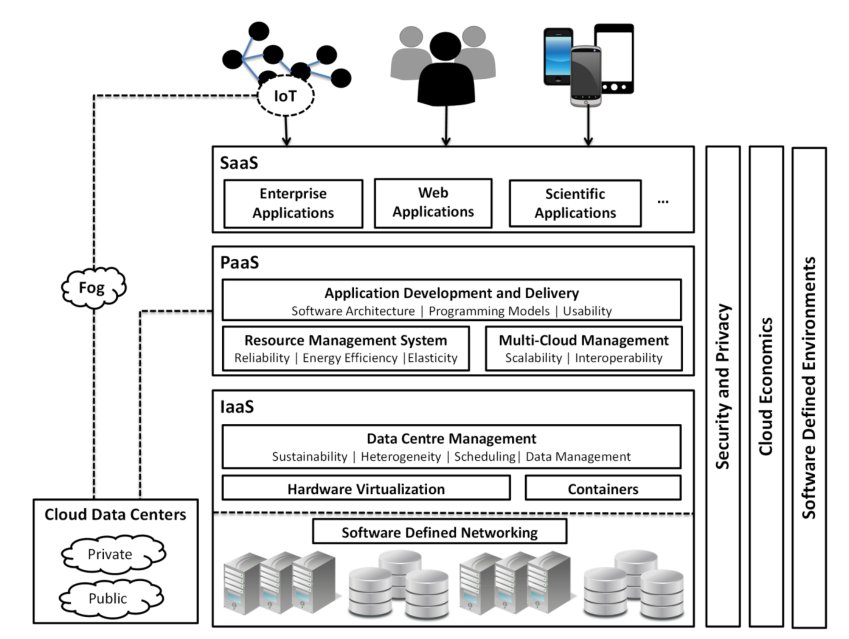 IoT
SaaS
Enterprise
Applications
Web
Applications
Scientific
Applications
...
Fog
PaaS
Application Development and Delivery
Software Architecture | Programming Models | Usability
Resource Management System
Reliability | Energy Efficiency |Elasticity
Multi-Cloud Management
Scalability | Interoperability
IaaS
Data Centre Management
Sustainability | Heterogeneity | Scheduling| Data Management
Hardware Virtualization
Containers
Software Defined Networking
Cloud Data Centers
Private
Public
Security and Privacy
Cloud Economics
Software Defined Environments